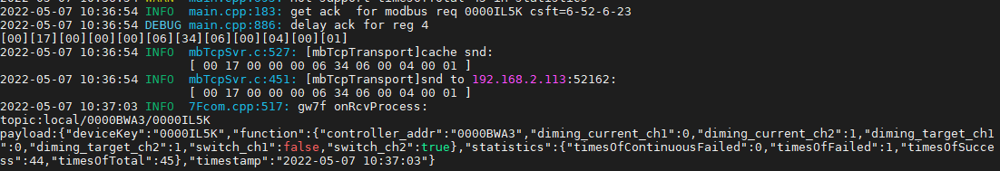 2022-05-07 10:36:54 INFO  main.cpp:183: get ack  for modbus req 0000IL5K csft=6-52-6-23
2022-05-07 10:36:54 DEBUG main.cpp:886: delay ack for reg 4
[00][17][00][00][00][06][34][06][00][04][00][01]
2022-05-07 10:36:54 INFO  mbTcpSvr.c:527: [mbTcpTransport]cache snd:
[ 00 17 00 00 00 06 34 06 00 04 00 01 ]
2022-05-07 10:36:54 INFO  mbTcpSvr.c:451: [mbTcpTransport]snd to 192.168.2.113:52162:
[ 00 17 00 00 00 06 34 06 00 04 00 01 ]
2022-05-07 10:37:03 INFO  7Fcom.cpp:517: gw7f onRcvProcess:
topic:local/0000BWA3/0000IL5K
payload:{"deviceKey":"0000IL5K","function":{"controller_addr":"0000BWA3","diming_current_ch1":0,"diming_current_ch2":1,"diming_target_ch1
":0,"diming_target_ch2":1,"switch_ch1":false,"switch_ch2":true},"statistics":{"timesOfContinuousFailed":0,"timesOfFailed":1,"timesOfSucce
ss":44,"timesOfTotal":45},"timestamp":"2022-05-07 10:37:03"}